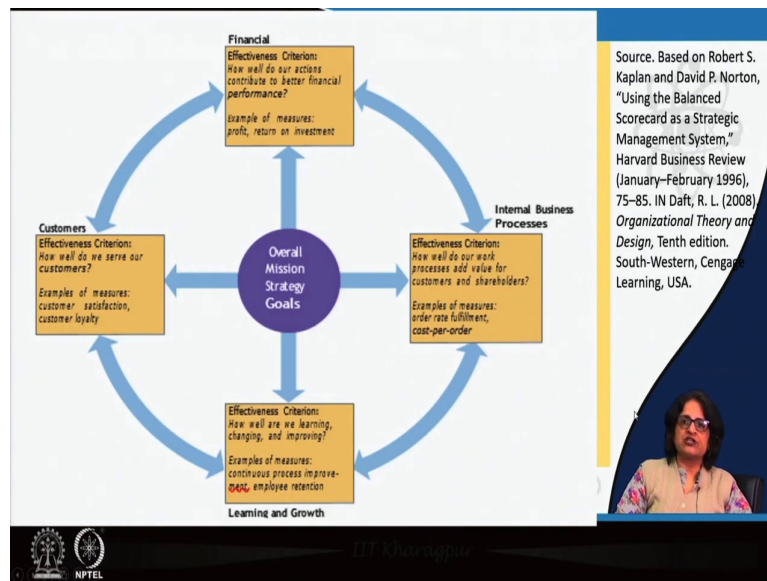 Financial
Effectiveness Criterion:
How well do our actions
contribute to better financial
performance?
Example of measures:
profit, return on investment
Customers
Effectiveness Criterion:
How well do we serve our
customers?
Examples of measures:
customer satisfaction,
customer loyalty
Overall
Mission
Strategy
Goals
Internal Business
Processes
Effectiveness Criterion:
How well do our work
processes add value for
customers and shareholders?
Examples of measures:
order rate fulfillment,
cost-per-order
Effectiveness Criterion:
How well are we learning,
changing, and improving?
Examples of measures:
continuous process improve-
ment, employee retention
Learning and Growth
Source. Based on Robert S.
Kaplan and David P. Norton,
“Using the Balanced
Scorecard as a Strategic
Management System,”
Harvard Business Review
(January–February 1996),
75–85. IN Daft, R. L. (2008).
Organizational Theory and
Design, Tenth edition.
South-Western, Cengage
Learning, USA.
NPTEL
IIT Kharagpur